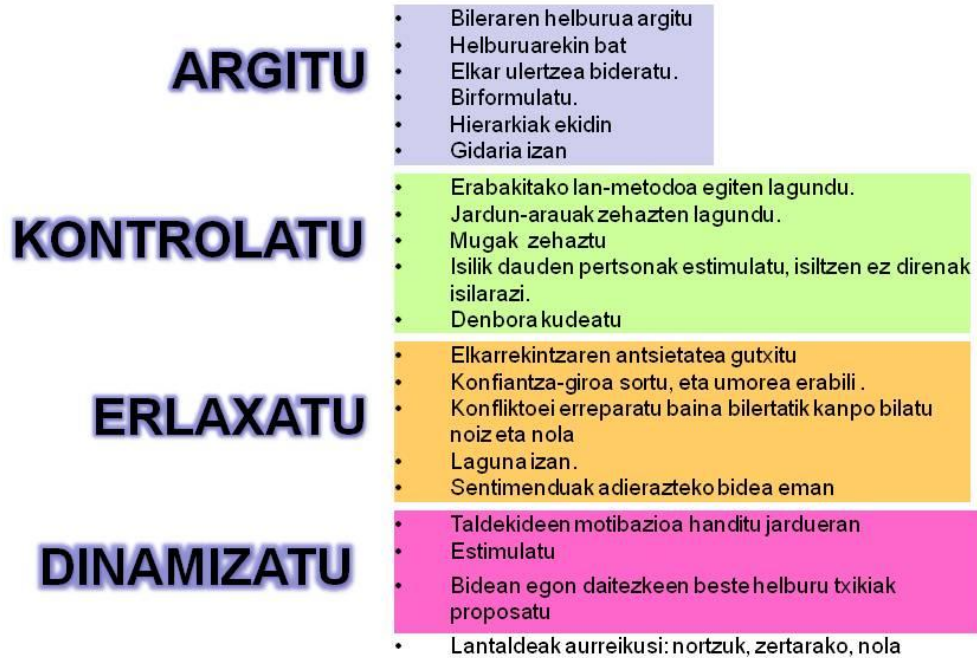 ARGITU
• Bileraren helburua argitu
• Helburuarekin bat
• Elkar ulertzea bideratu.
• Birformulatu.
• Hierarkiak ekidin
• Gidaria izan
KONTROLATU
• Erabakitako lan-metodoa egiten lagundu.
• Jardun-arauak zehazten lagundu.
• Mugak zehaztu
• Isilik dauden pertsonak estimulatu, isiltzen ez direnak
isilarazi.
• Denbora kudeatu
ERLAXATU
• Elkarrekintzaren antsietatea gutxitu
• Konfiantza-giroa sortu, eta umorea erabili .
• Konfliktoei erreparatu baina bilertatik kanpo bilatu
noiz eta nola
• Laguna izan.
• Sentimenduak adierazteko bidea eman
DINAMIZATU
• Taldekideen motibazioa handitu jardueran
• Estimulatu
• Bidean egon daitezkeen beste helburu txikiak
proposatu
• Lantaldeak aurreikusi: nortzuk, zertarako, nola